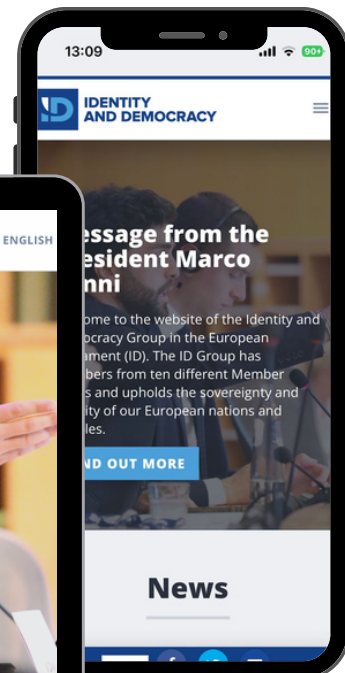 13:09
90
IDENTITY
AND DEMOCRACY
ENGLISH
essage from the
esident Marco
nni
ome to the website of the Identity and
ocracy Group in the European
ament (ID). The ID Group has
bers from ten different Member
s and upholds the sovereignty and
ity of our European nations and
les.
ND OUT MORE
News